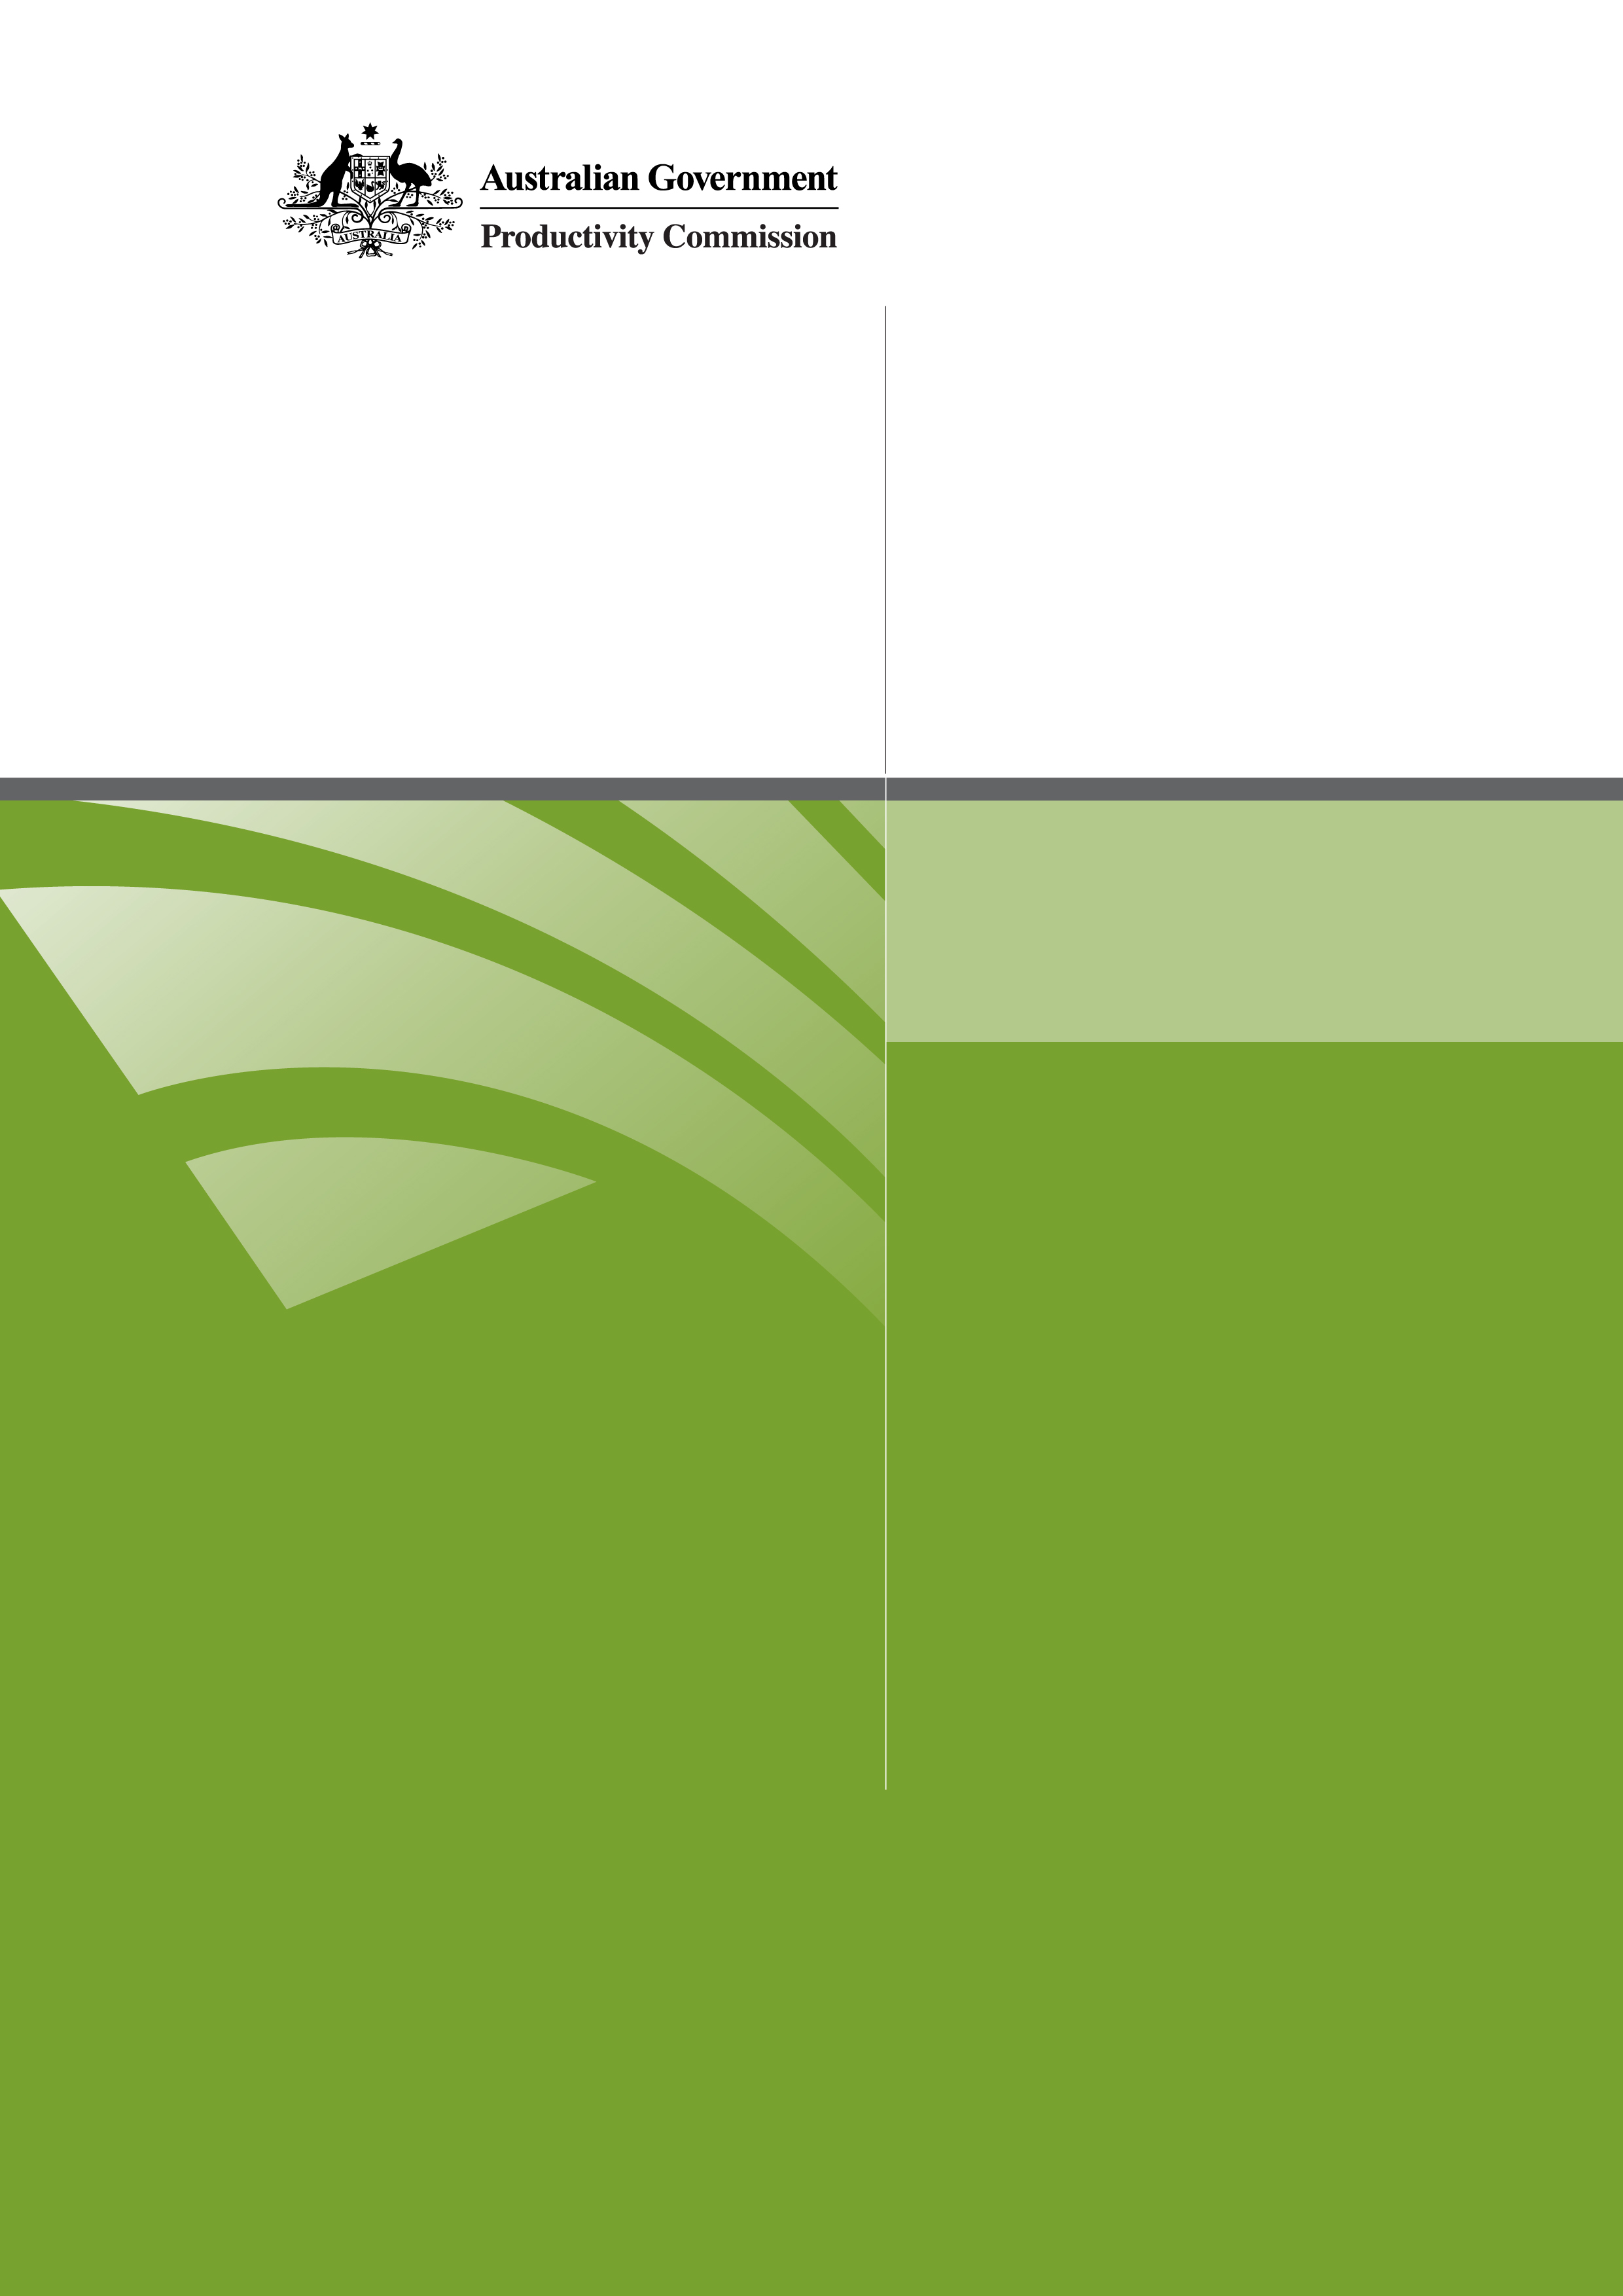 Australian Government
Productivity Commission
AUSTRALIA